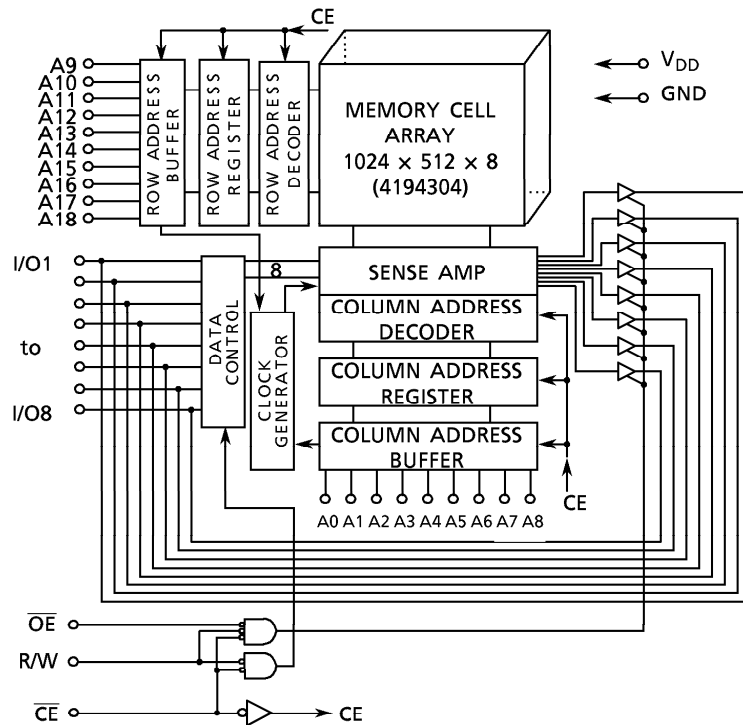 CE
A9
A10
A11
A12
A13
A14
A15
A16
A17
A18
ROW ADDRESS
BUFFER
ROW ADDRESS
REGISTER
ROW ADDRESS
DECODER
MEMORY CELL
ARRAY
1024 × 512 × 8
(4194304)
VDD
GND
I/O1
to
I/O8
DATA
CONTROL
8
CLOCK
GENERATOR
SENSE AMP
COLUMN ADDRESS
DECODER
COLUMN ADDRESS
REGISTER
COLUMN ADDRESS
BUFFER
CE
A0 A1 A2 A3 A4 A5 A6 A7 A8
O̅E̅
R/W
C̅E̅
CE